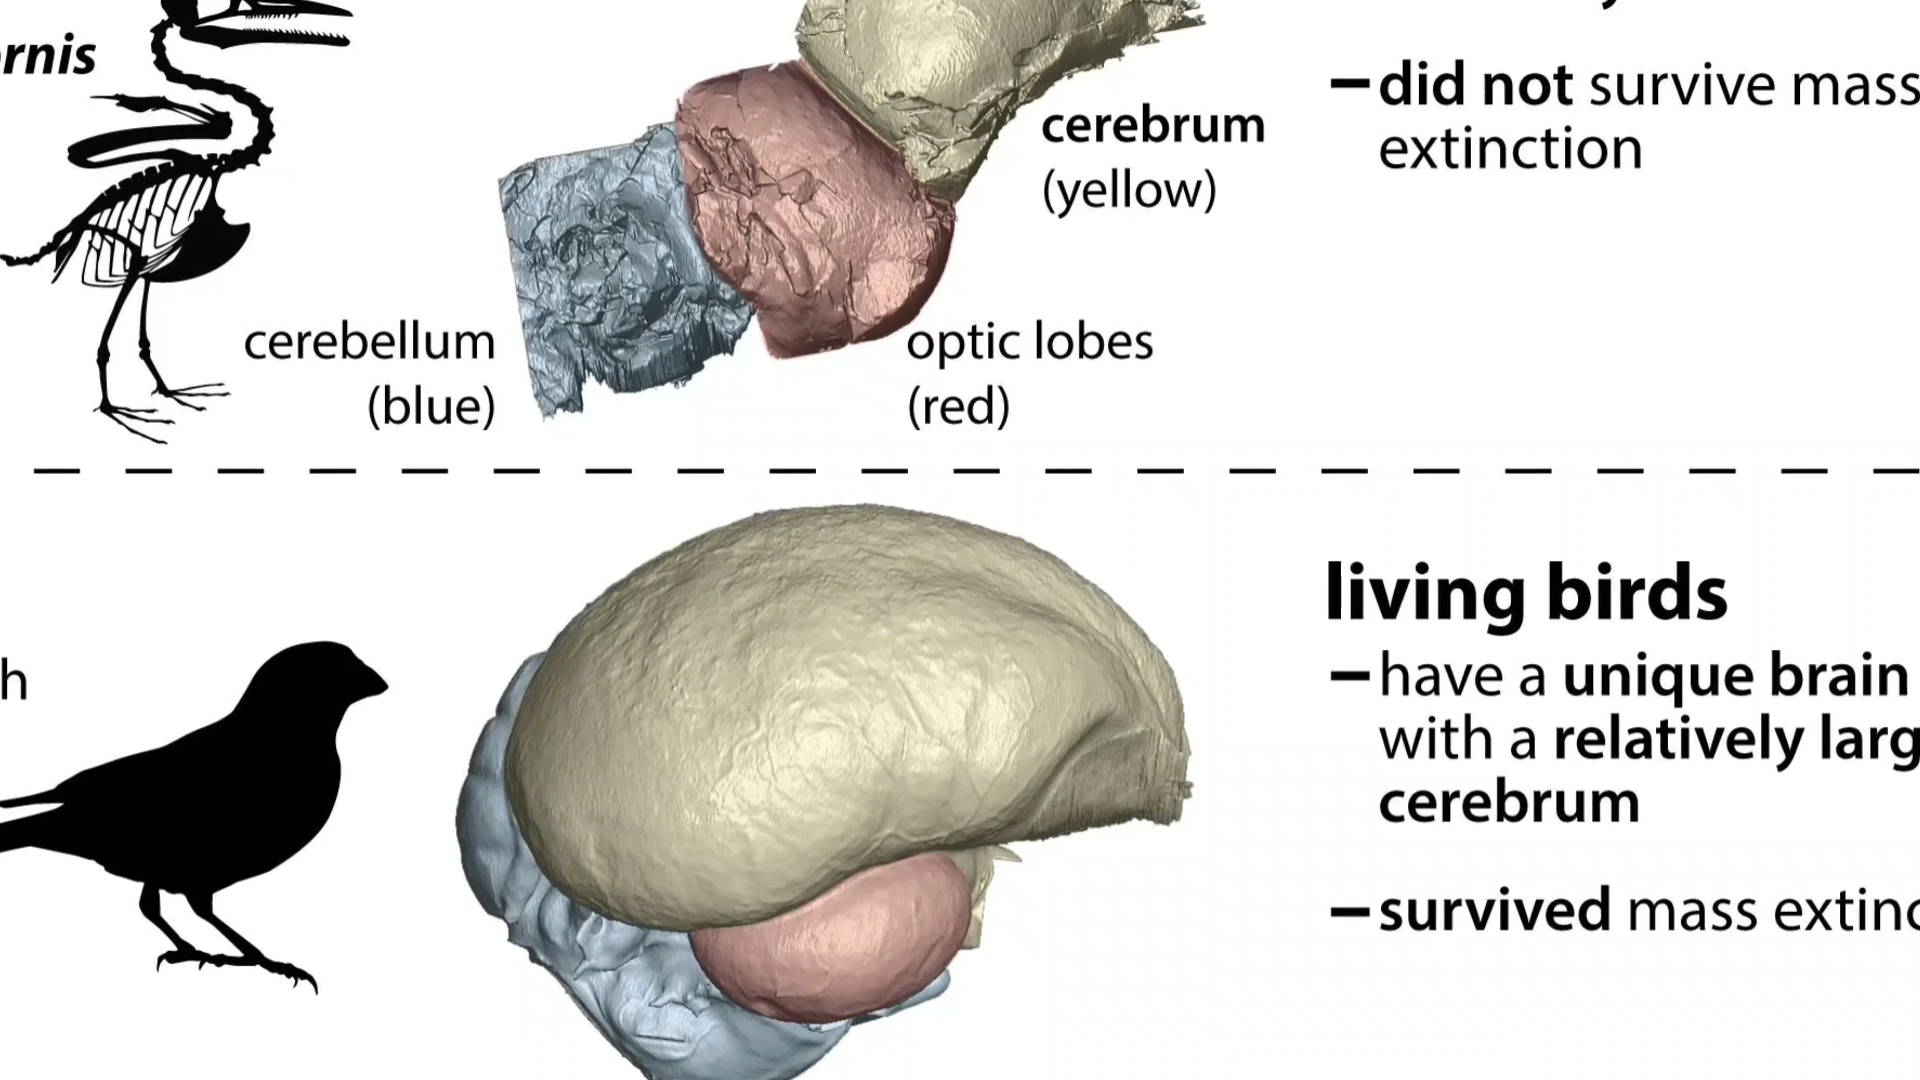 ornis
cerebrum
(yellow)
cerebellum
(blue)
optic lobes
(red)
– did not survive mass
extinction
h
living birds
– have a unique brain
with a relatively larg
cerebrum
– survived mass extinc